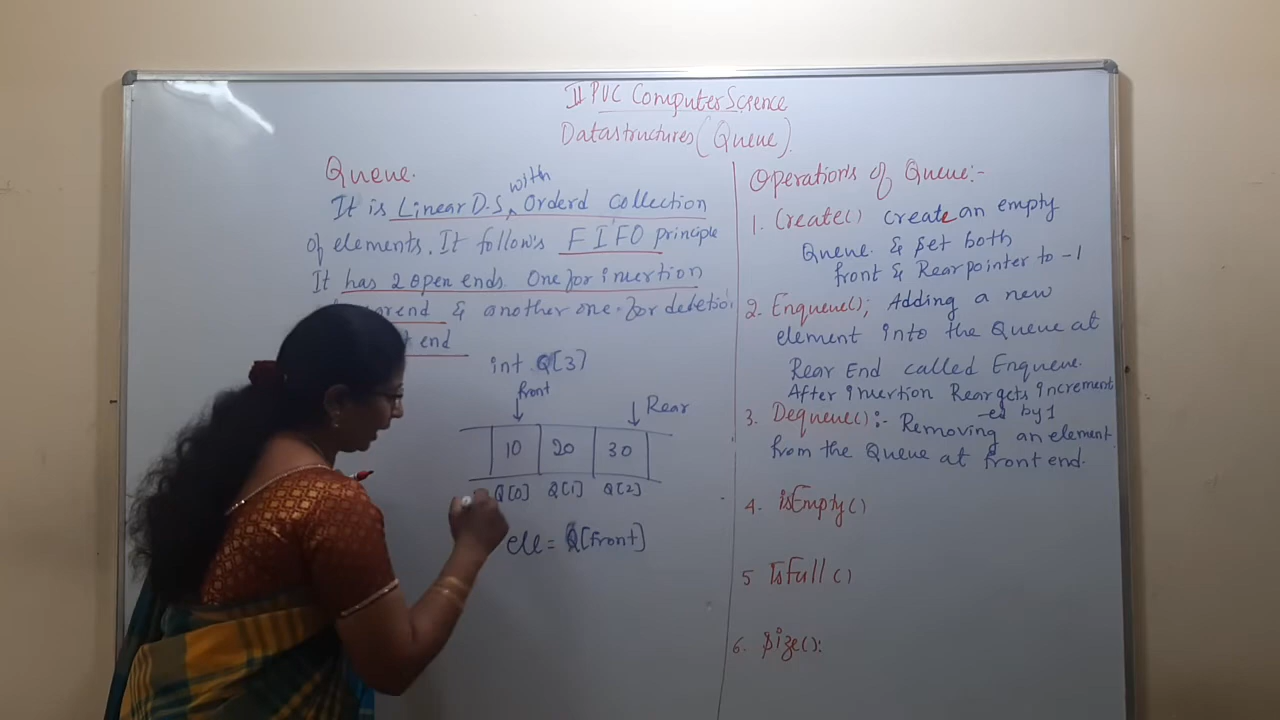 II PUC Computer Science
Datastructures (Queue)
Queue.
It is Linear D.S, with Orderd collection
of elements. It follow's FIFO principle
It has 2 open ends. One for insertion
end & another one for deletion
end
int Q[3]
front
Rear
10 20 30
Q[0] Q[1] Q[2]
ele = Q[front]
Operation's of Queue:-
1. Create() create an empty
Queue. & set both
front & Rear pointer to -1
2. Enqueue(); Adding a new
element into the Queue at
Rear End called Enqueue.
After insertion Rear gets increment
-ed by 1
3. Dequeue():- Removing an element
from the Queue at front end.
4. isEmpty()
5 IsFull()
6. Size():